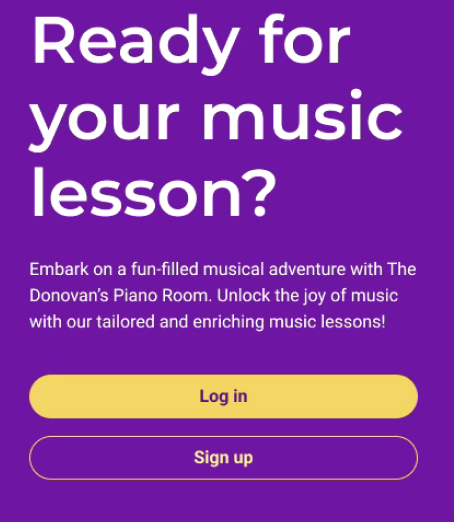 Ready for
your music
lesson?
Embark on a fun-filled musical adventure with The
Donovan’s Piano Room. Unlock the joy of music
with our tailored and enriching music lessons!
Log in
Sign up